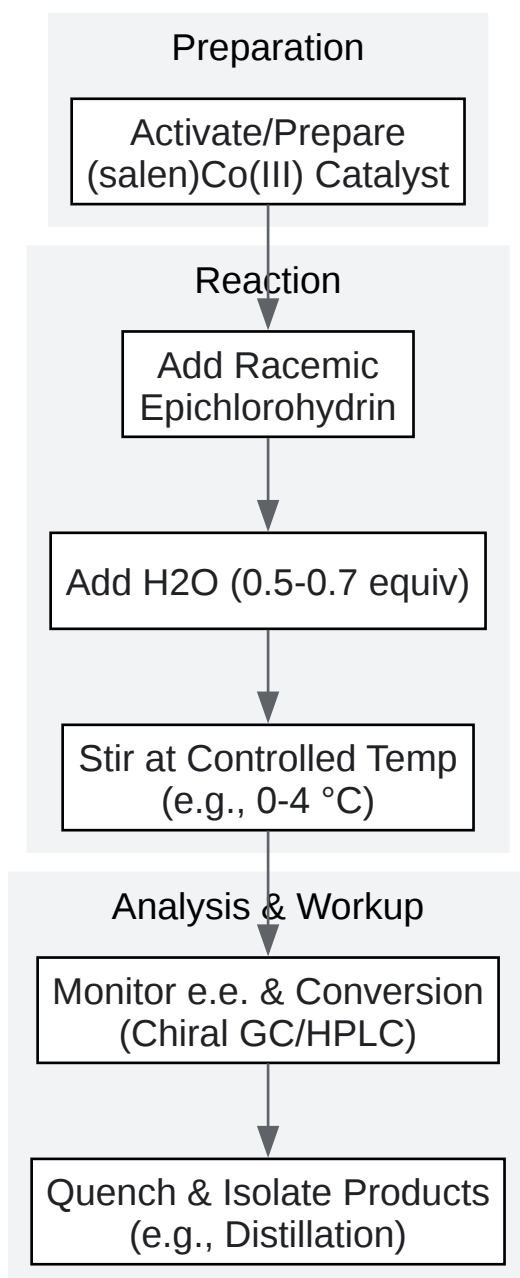 Preparation
Activate/Prepare
(salen)Co(III) Catalyst
Reaction
Add Racemic
Epichlorohydrin
Add H2O (0.5-0.7 equiv)
Stir at Controlled Temp
(e.g., 0-4 °C)
Analysis & Workup
Monitor e.e. & Conversion
(Chiral GC/HPLC)
Quench & Isolate Products
(e.g., Distillation)